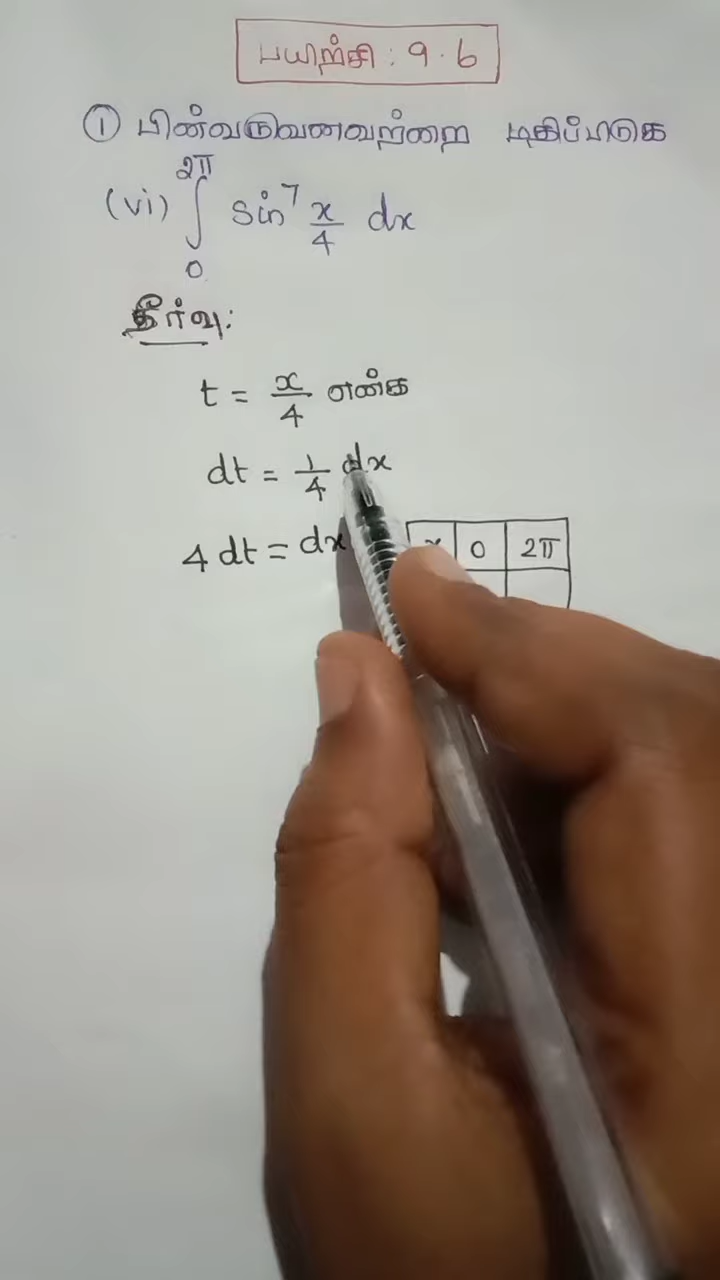 பயிற்சி : 9.6
① பின்வருவனவற்றை மதிப்பிடுக
(vi) ∫₀^2π sin⁷ x/4 dx
தீர்வு:
t = x/4 என்க
dt = 1/4 dx
4 dt = dx
x 0 2π